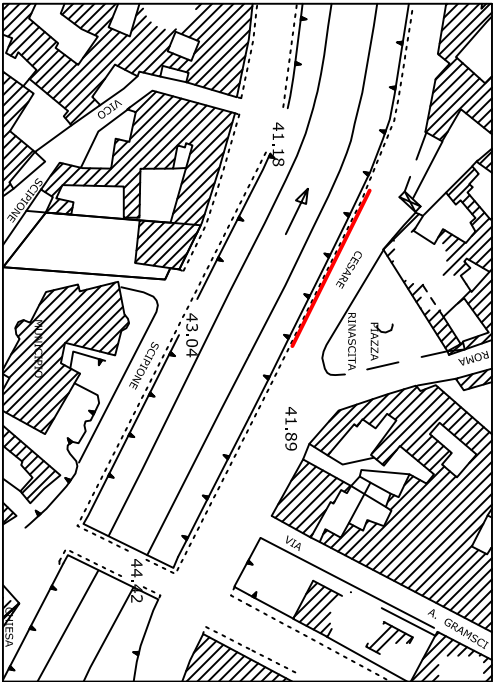 VICO
SCIPIONE
41.18
CESARE
MUNICIPIO
SCIPIONE
43.04
PIAZZA
RINASCITA
ROMA
41.89
VIA
A. GRAMSCI
44.42
CHIESA